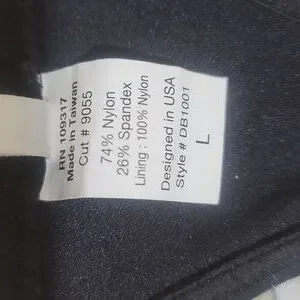 RN 109317
Made in Taiwan
Cut # 9055
74% Nylon
26% Spandex
Lining : 100% Nylon
Designed in USA
Style # DB1001
L